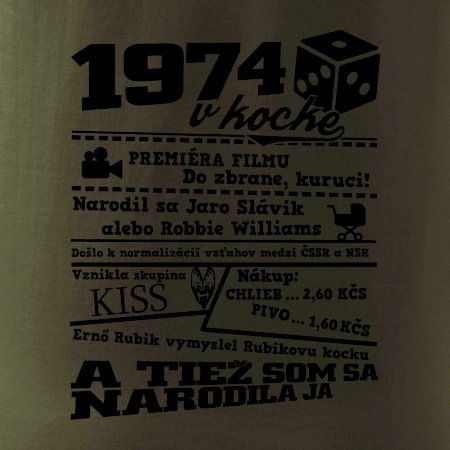 1974
v kocke
PREMIÉRA FILMU
Do zbrane, kuruci!
Narodil sa Jaro Slávik
alebo Robbie Williams
Došlo k normalizácií vzťahov medzi ČSSR a NSR
Vznikla skupina
KISS
Nákup:
CHLIEB ... 2,60 KČS
PIVO ... 1,60 KČS
Ernő Rubik vymyslel Rubikovu kocku
A TIEŽ SOM SA
NARODILA JA